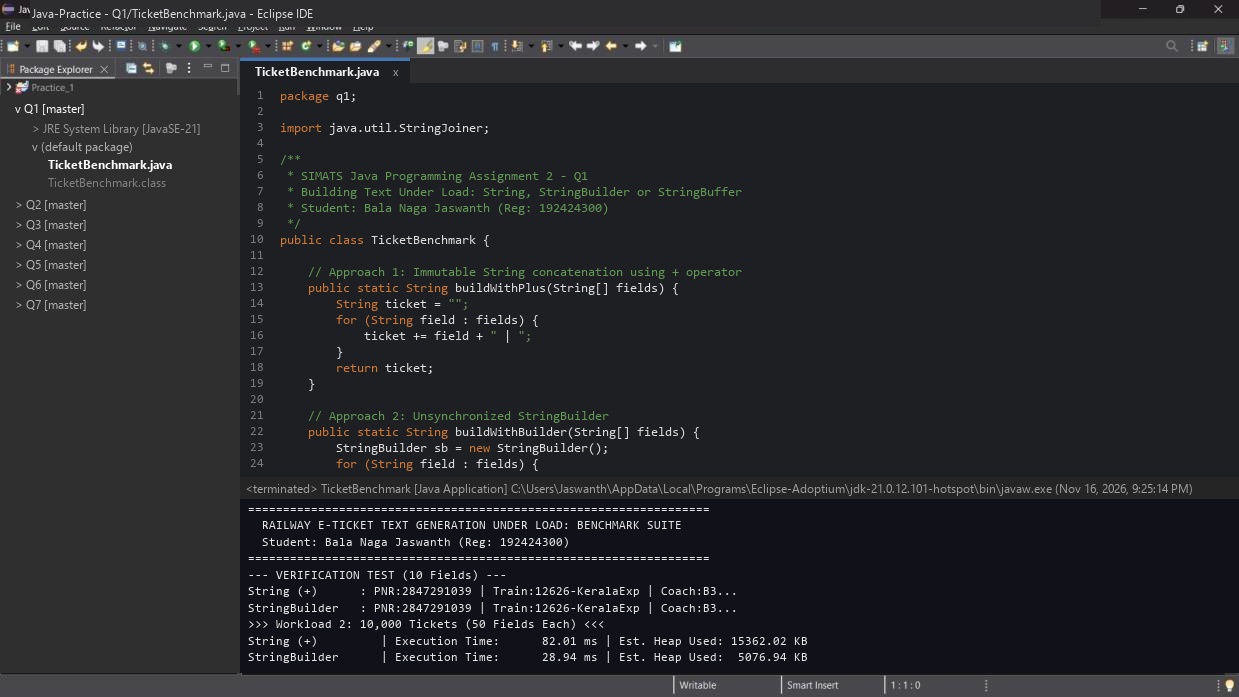 Jav Java-Practice - Q1/TicketBenchmark.java - Eclipse IDE
File Edit Source Refactor Navigate Search Project Run Window Help
Package Explorer
Practice_1
v Q1 [master]
> JRE System Library [JavaSE-21]
v (default package)
TicketBenchmark.java
TicketBenchmark.class
> Q2 [master]
> Q3 [master]
> Q4 [master]
> Q5 [master]
> Q6 [master]
> Q7 [master]
TicketBenchmark.java x
1 package q1;
2
3 import java.util.StringJoiner;
4
5 /**
6 * SIMATS Java Programming Assignment 2 - Q1
7 * Building Text Under Load: String, StringBuilder or StringBuffer
8 * Student: Bala Naga Jaswanth (Reg: 192424300)
9 */
10 public class TicketBenchmark {
11
12 // Approach 1: Immutable String concatenation using + operator
13 public static String buildWithPlus(String[] fields) {
14 String ticket = "";
15 for (String field : fields) {
16 ticket += field + " | ";
17 }
18 return ticket;
19 }
20
21 // Approach 2: Unsynchronized StringBuilder
22 public static String buildWithBuilder(String[] fields) {
23 StringBuilder sb = new StringBuilder();
24 for (String field : fields) {
<terminated> TicketBenchmark [Java Application] C:\Users\Jaswanth\AppData\Local\Programs\Eclipse-Adoptium\jdk-21.0.12.101-hotspot\bin\javaw.exe (Nov 16, 2026, 9:25:14 PM)
==================================================================
RAILWAY E-TICKET TEXT GENERATION UNDER LOAD: BENCHMARK SUITE
Student: Bala Naga Jaswanth (Reg: 192424300)
==================================================================
--- VERIFICATION TEST (10 Fields) ---
String (+) : PNR:2847291039 | Train:12626-KeralaExp | Coach:B3...
StringBuilder : PNR:2847291039 | Train:12626-KeralaExp | Coach:B3...
>>> Workload 2: 10,000 Tickets (50 Fields Each) <<<
String (+) | Execution Time: 82.01 ms | Est. Heap Used: 15362.02 KB
StringBuilder | Execution Time: 28.94 ms | Est. Heap Used: 5076.94 KB
Writable
Smart Insert
1:1:0